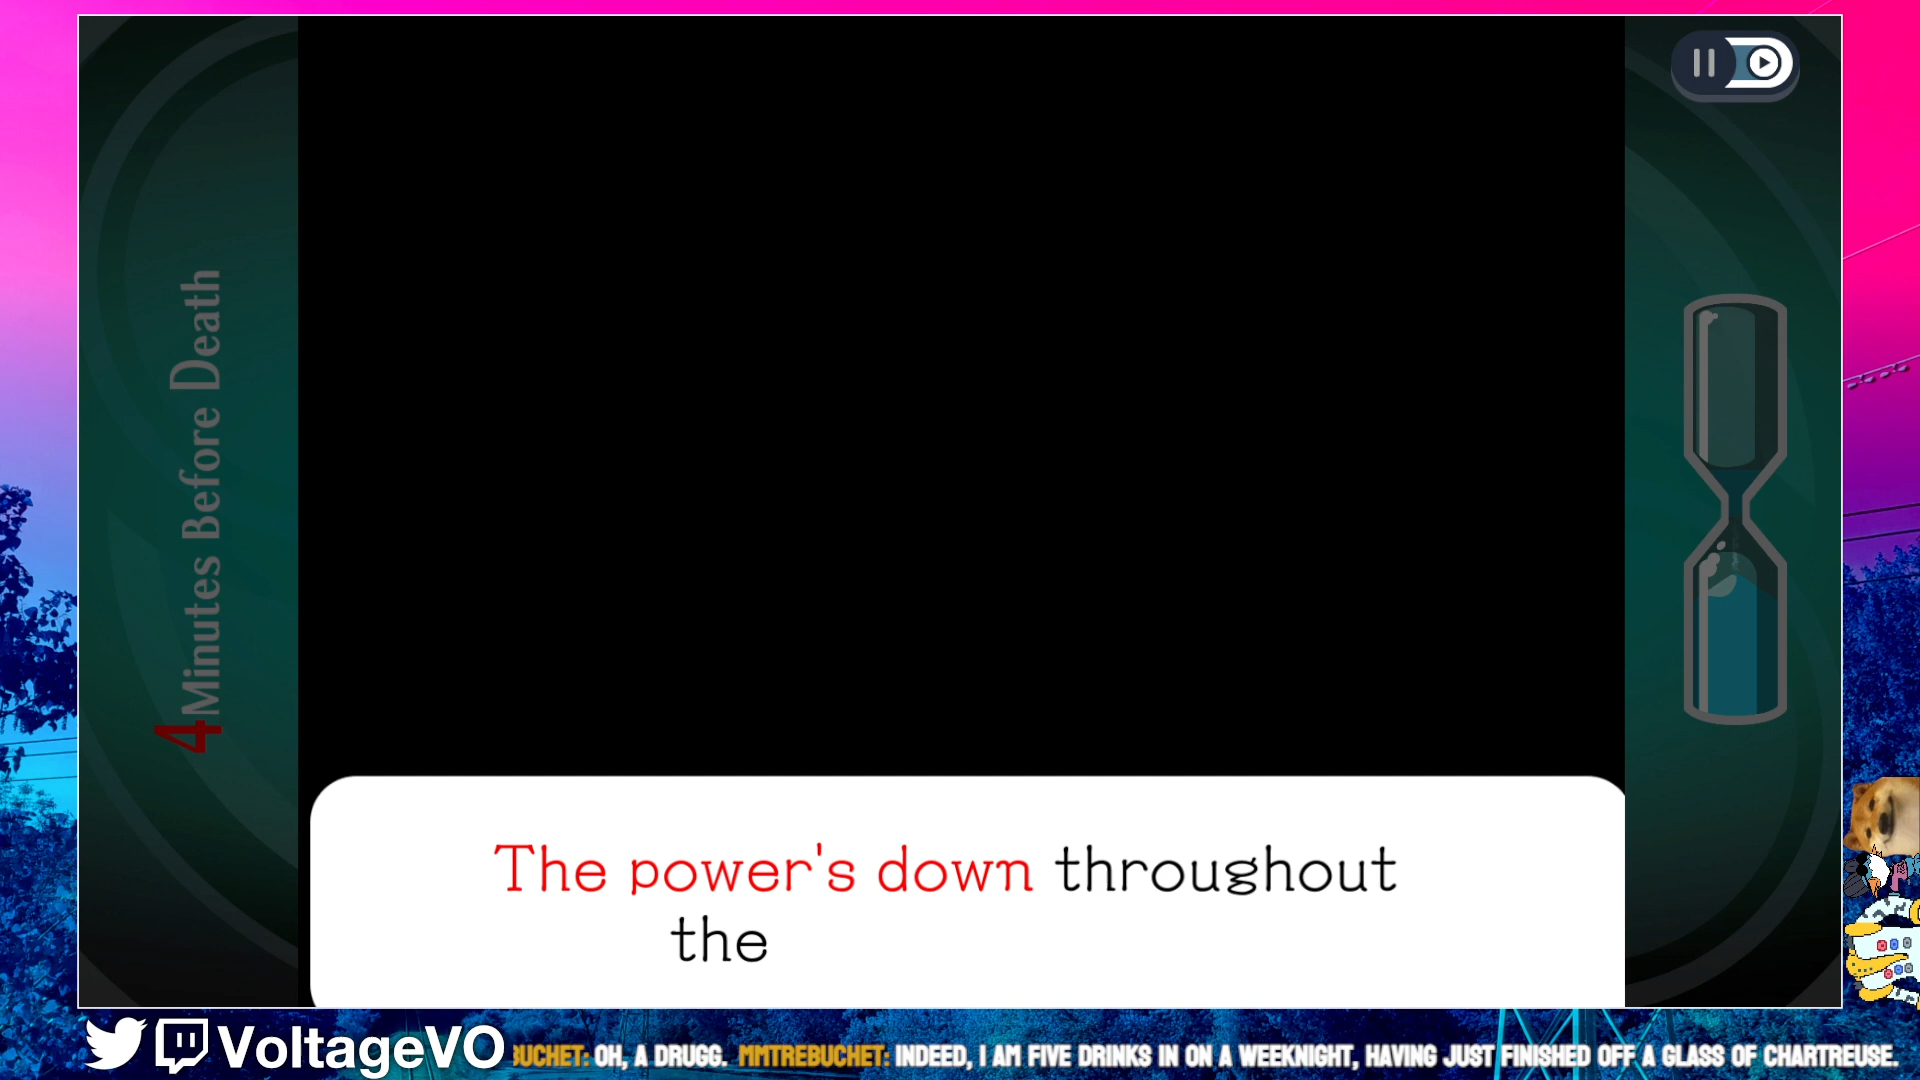 4 Minutes Before Death
The power's down throughout
the
VoltageVO
BUCHET: OH, A DRUGG. MMTREBUCHET: INDEED, I AM FIVE DRINKS IN ON A WEEKNIGHT, HAVING JUST FINISHED OFF A GLASS OF CHARTREUSE.